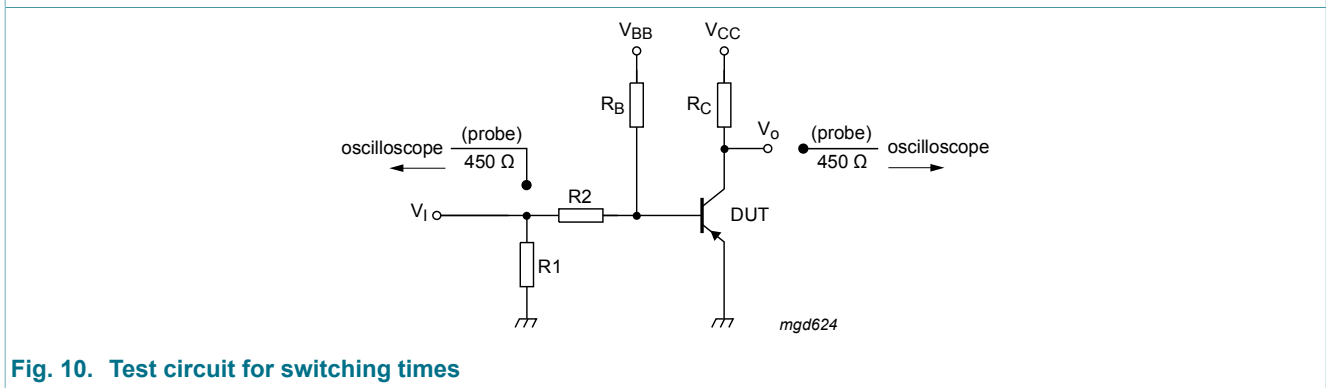 VBB
VCC
RB
RC
Vo
(probe)
450 Ω
oscilloscope
(probe)
450 Ω
oscilloscope
R2
VI
DUT
R1
mgd624
Fig. 10. Test circuit for switching times